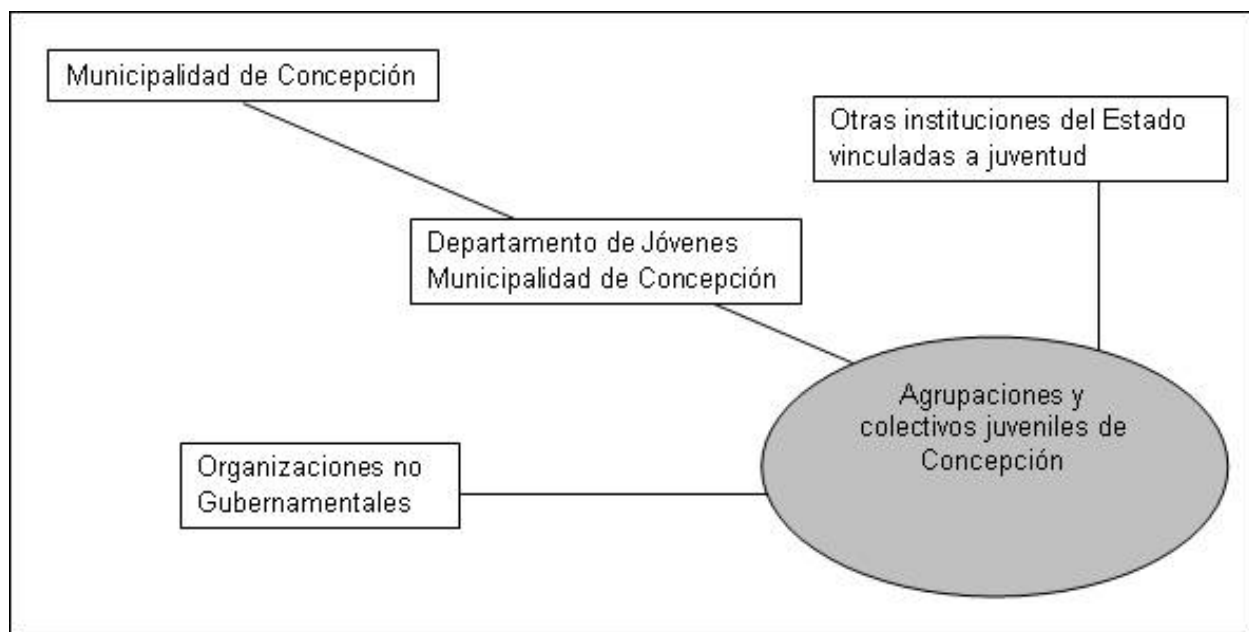 Municipalidad de Concepción
Otras instituciones del Estado
vinculadas a juventud
Departamento de Jóvenes
Municipalidad de Concepción
Agrupaciones y
colectivos juveniles de
Concepción
Organizaciones no
Gubernamentales